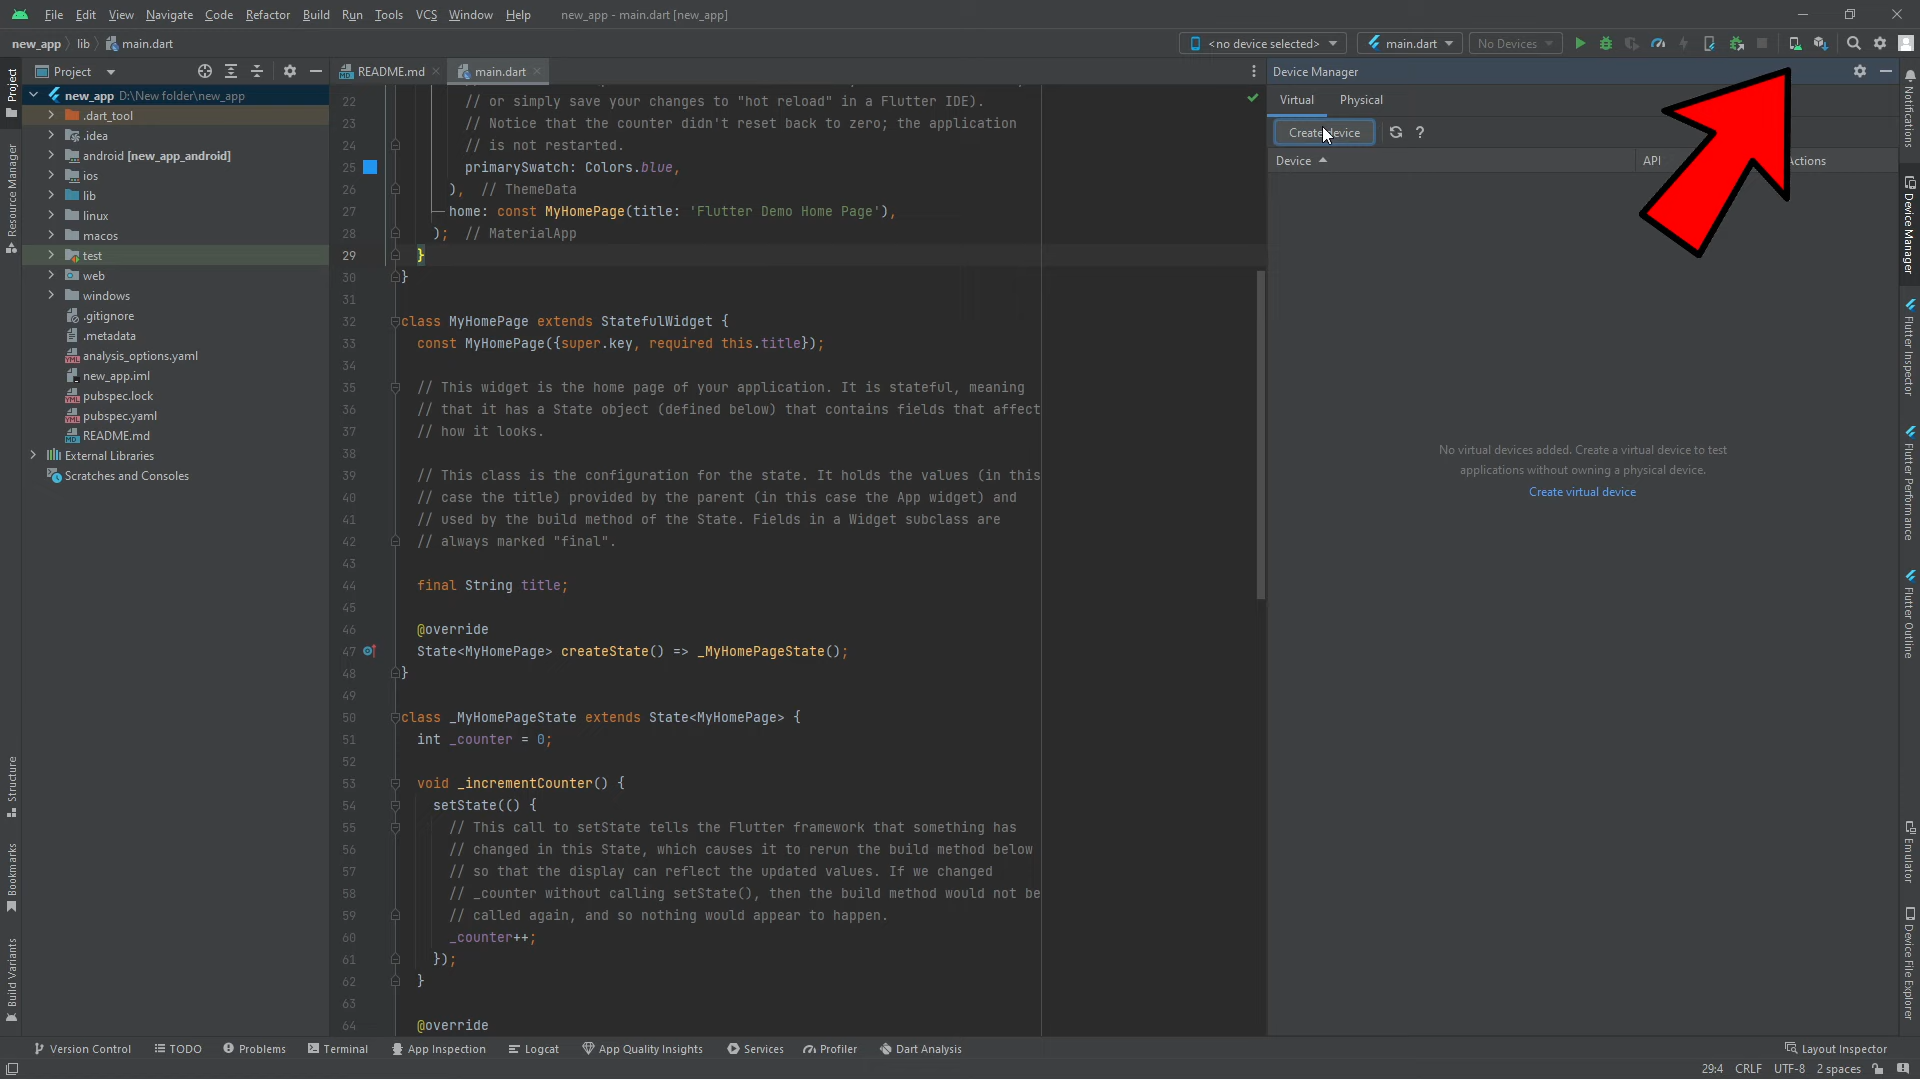 File Edit View Navigate Code Refactor Build Run Tools VCS Window Help new_app - main.dart [new_app]
new_app lib main.dart <no device selected> main.dart No Devices
Project
README.md main.dart
Device Manager
new_app D:\New folder\new_app
.dart_tool
.idea
android [new_app_android]
ios
lib
linux
macos
test
web
windows
.gitignore
.metadata
analysis_options.yaml
new_app.iml
pubspec.lock
pubspec.yaml
README.md
External Libraries
Scratches and Consoles
22 // or simply save your changes to "hot reload" in a Flutter IDE).
23 // Notice that the counter didn't reset back to zero; the application
24 // is not restarted.
25 primarySwatch: Colors.blue,
26 ), // ThemeData
27 home: const MyHomePage(title: 'Flutter Demo Home Page'),
28 ); // MaterialApp
29 }
30 }
31
32 class MyHomePage extends StatefulWidget {
33 const MyHomePage({super.key, required this.title});
34
35 // This widget is the home page of your application. It is stateful, meaning
36 // that it has a State object (defined below) that contains fields that affect
37 // how it looks.
38
39 // This class is the configuration for the state. It holds the values (in this
40 // case the title) provided by the parent (in this case the App widget) and
41 // used by the build method of the State. Fields in a Widget subclass are
42 // always marked "final".
43
44 final String title;
45
46 @override
47 State<MyHomePage> createState() => _MyHomePageState();
48 }
49
50 class _MyHomePageState extends State<MyHomePage> {
51 int _counter = 0;
52
53 void _incrementCounter() {
54 setState(() {
55 // This call to setState tells the Flutter framework that something has
56 // changed in this State, which causes it to rerun the build method below
57 // so that the display can reflect the updated values. If we changed
58 // _counter without calling setState(), then the build method would not be
59 // called again, and so nothing would appear to happen.
60 _counter++;
61 });
62 }
63
64 @override
Virtual Physical
Create device ?
Device API
No virtual devices added. Create a virtual device to test
applications without owning a physical device.
Create virtual device
Project
Resource Manager
Structure
Bookmarks
Build Variants
Notifications
Device Manager
Flutter Inspector
Flutter Performance
Flutter Outline
Emulator
Device File Explorer
Version Control TODO Problems Terminal App Inspection Logcat App Quality Insights Services Profiler Dart Analysis Layout Inspector
29:4 CRLF UTF-8 2 spaces